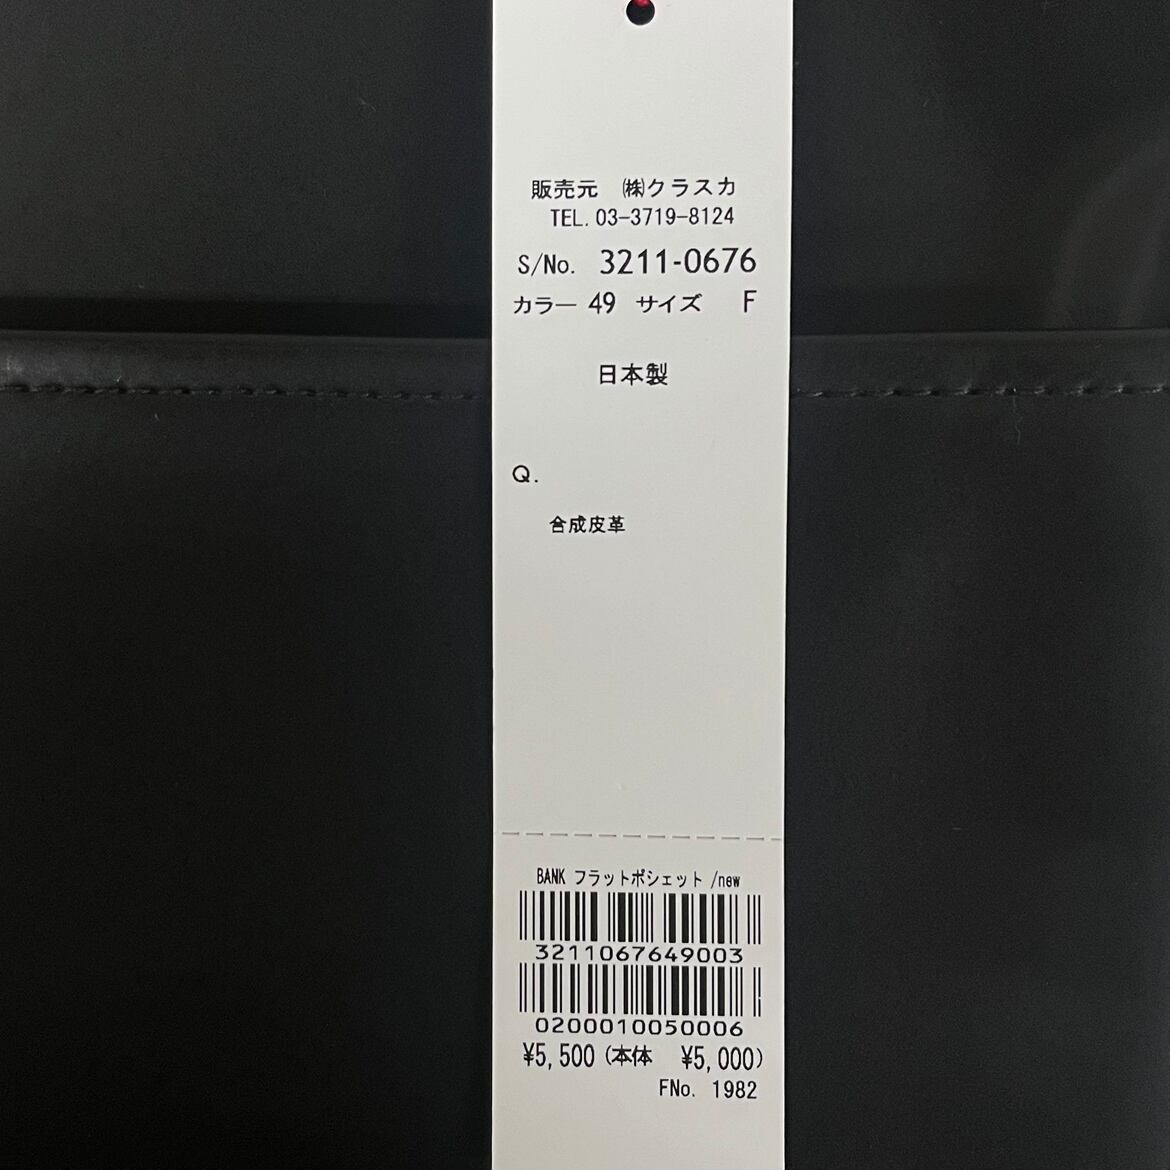 販売元 ㈱クラスカ
TEL. 03-3719-8124
S/No. 3211-0676
カラー 49 サイズ F
日本製
Q.
合成皮革
BANK フラットポシェット /new
3211067649003
0200010050006
¥5,500 (本体 ¥5,000)
FNo. 1982